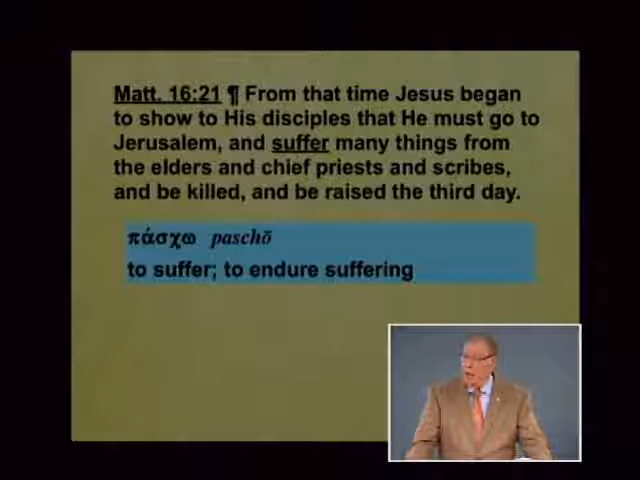 Matt. 16:21 ¶ From that time Jesus began
to show to His disciples that He must go to
Jerusalem, and suffer many things from
the elders and chief priests and scribes,
and be killed, and be raised the third day.
πάσχω paschō
to suffer; to endure suffering